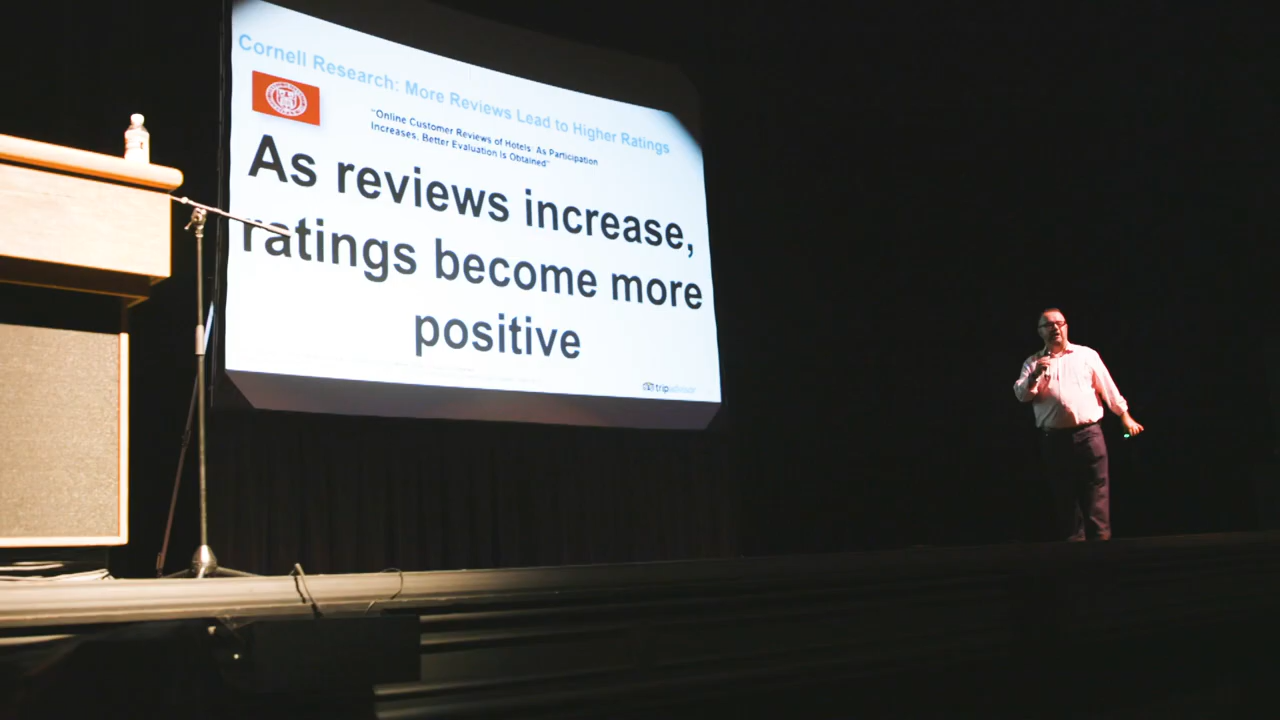 Cornell Research: More Reviews Lead to Higher Ratings
"Online Customer Reviews of Hotels: As Participation
Increases, Better Evaluation Is Obtained"
As reviews increase,
ratings become more
positive
tripadvisor